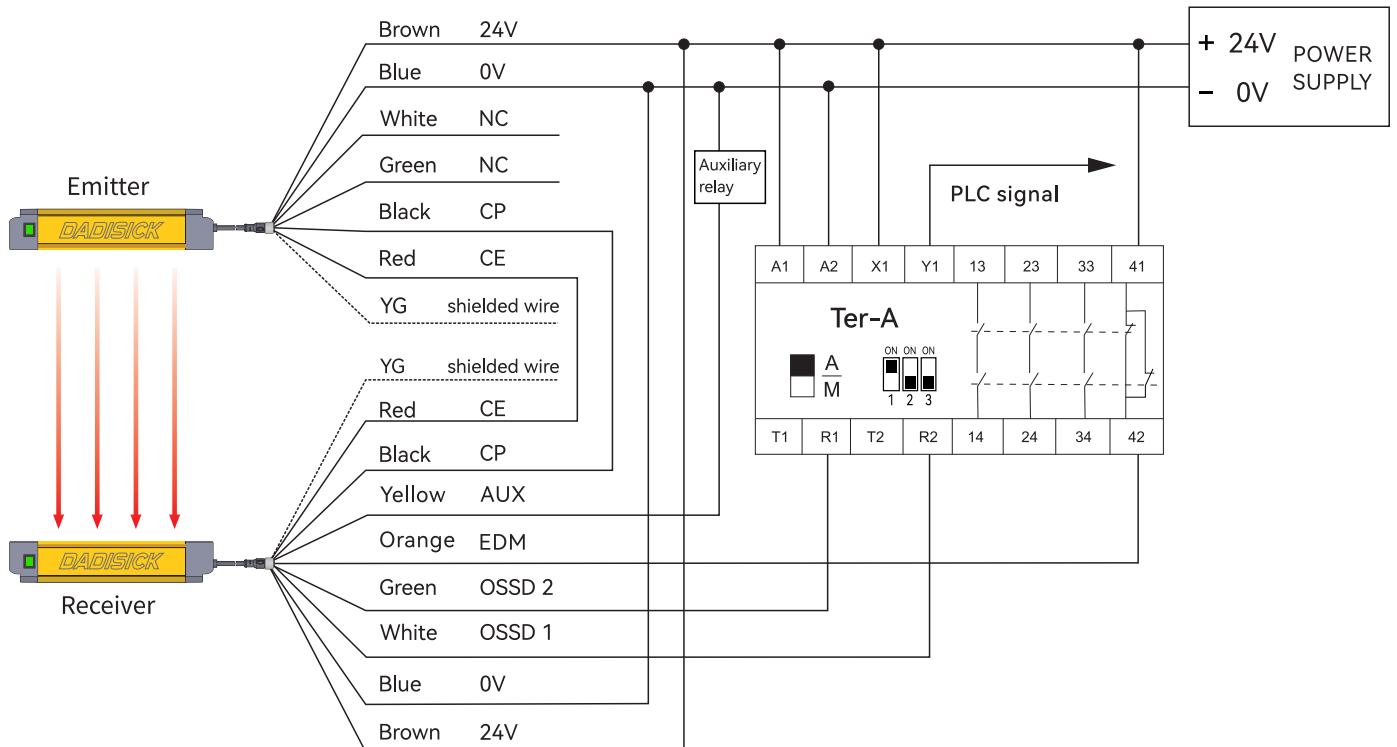 Brown 24V
Blue 0V
White NC
Green NC
Black CP
Red CE
YG shielded wire
YG shielded wire
Red CE
Black CP
Yellow AUX
Orange EDM
Green OSSD 2
White OSSD 1
Blue 0V
Brown 24V
Emitter
DADISICK
DADISICK
Receiver
Auxiliary
relay
+ 24V
- 0V
POWER
SUPPLY
PLC signal
A1 A2 X1 Y1 13 23 33 41
Ter-A
A
M
ON ON ON
1 2 3
T1 R1 T2 R2 14 24 34 42